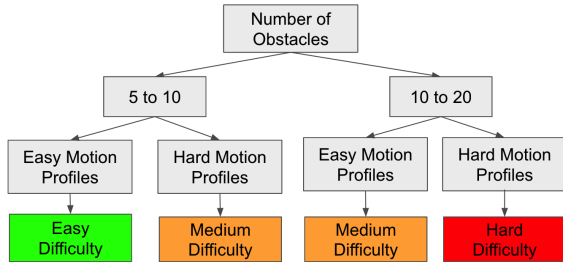 Number of
Obstacles
5 to 10
10 to 20
Easy Motion
Profiles
Hard Motion
Profiles
Easy Motion
Profiles
Hard Motion
Profiles
Easy
Difficulty
Medium
Difficulty
Medium
Difficulty
Hard
Difficulty